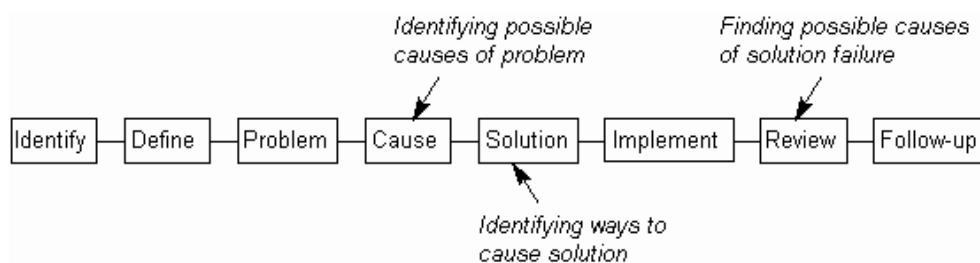 Identifying possible
causes of problem
Finding possible causes
of solution failure
Identify
Define
Problem
Cause
Solution
Implement
Review
Follow-up
Identifying ways to
cause solution